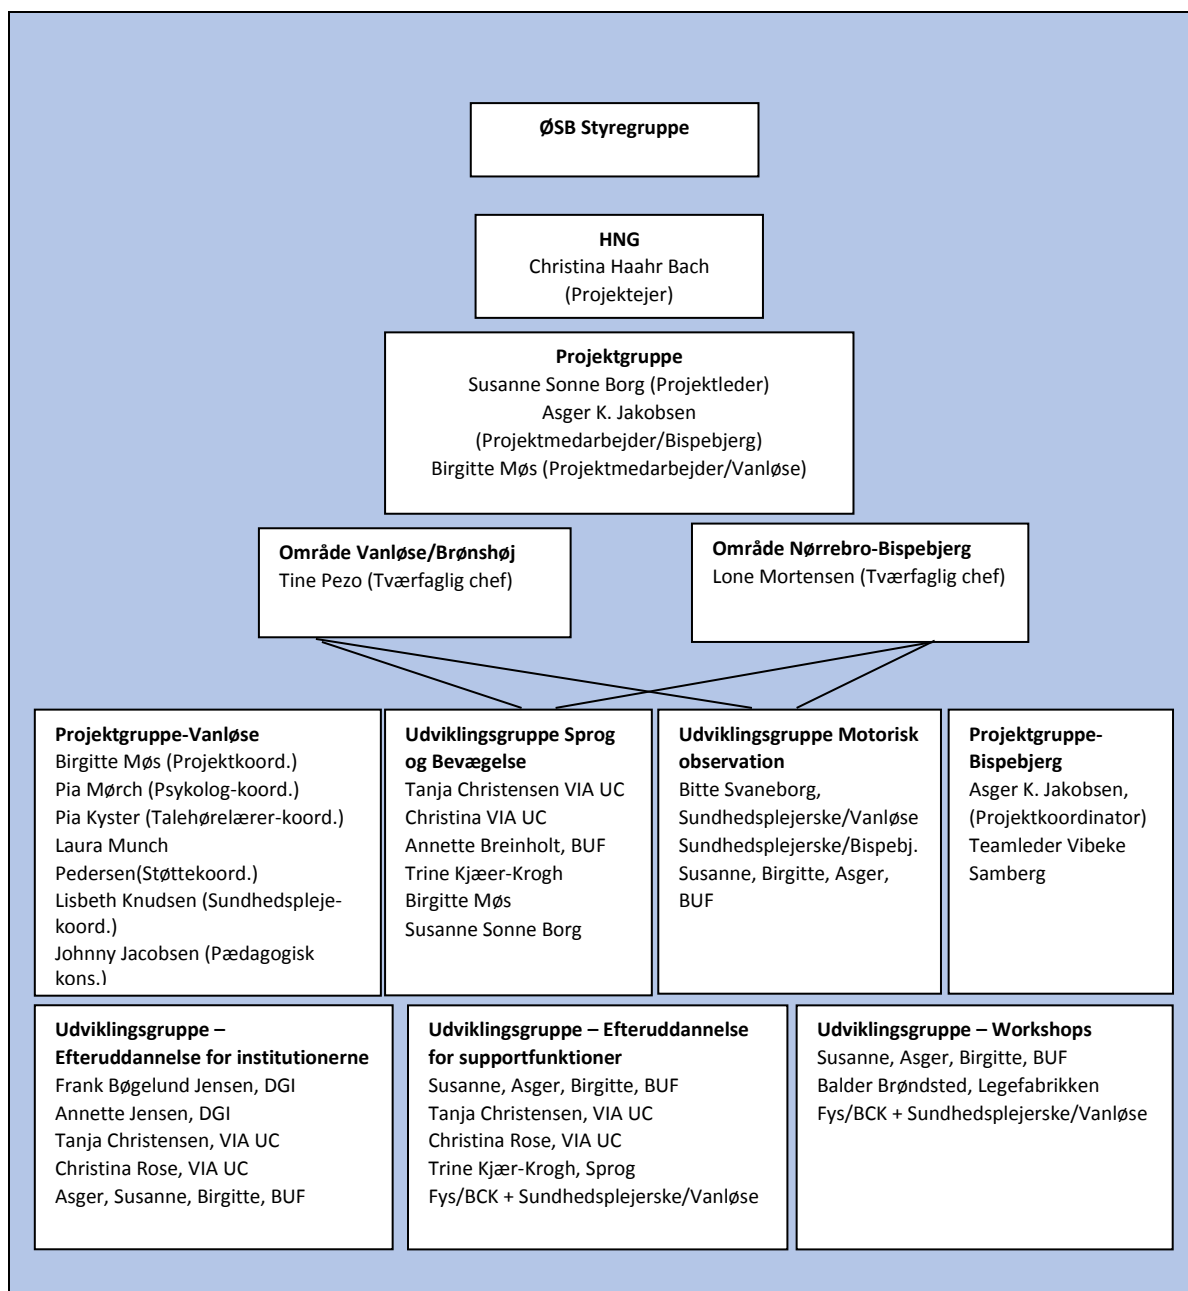 ØSB Styregruppe
HNG
Christina Haahr Bach
(Projektejer)
Projektgruppe
Susanne Sonne Borg (Projektleder)
Asger K. Jakobsen
(Projektmedarbejder/Bispebjerg)
Birgitte Møs (Projektmedarbejder/Vanløse)
Område Vanløse/Brønshøj
Tine Pezo (Tværfaglig chef)
Område Nørrebro-Bispebjerg
Lone Mortensen (Tværfaglig chef)
Projektgruppe-Vanløse
Birgitte Møs (Projektkoord.)
Pia Mørch (Psykolog-koord.)
Pia Kyster (Talehørelærer-koord.)
Laura Munch
Pedersen(Støttekoord.)
Lisbeth Knudsen (Sundhedspleje-
koord.)
Johnny Jacobsen (Pædagogisk
kons.)
Udviklingsgruppe Sprog
og Bevægelse
Tanja Christensen VIA UC
Christina VIA UC
Annette Breinholt, BUF
Trine Kjæer-Krogh
Birgitte Møs
Susanne Sonne Borg
Udviklingsgruppe Motorisk
observation
Bitte Svaneborg,
Sundhedsplejerske/Vanløse
Sundhedsplejerske/Bispebj.
Susanne, Birgitte, Asger,
BUF
Projektgruppe-
Bispebjerg
Asger K. Jakobsen,
(Projektkoordinator)
Teamleder Vibeke
Samberg
Udviklingsgruppe –
Efteruddannelse for institutionerne
Frank Bøgelund Jensen, DGI
Annette Jensen, DGI
Tanja Christensen, VIA UC
Christina Rose, VIA UC
Asger, Susanne, Birgitte, BUF
Udviklingsgruppe – Efteruddannelse
for supportfunktioner
Susanne, Asger, Birgitte, BUF
Tanja Christensen, VIA UC
Christina Rose, VIA UC
Trine Kjær-Krogh, Sprog
Fys/BCK + Sundhedsplejerske/Vanløse
Udviklingsgruppe – Workshops
Susanne, Asger, Birgitte, BUF
Balder Brøndsted, Legefabrikken
Fys/BCK + Sundhedsplejerske/Vanløse